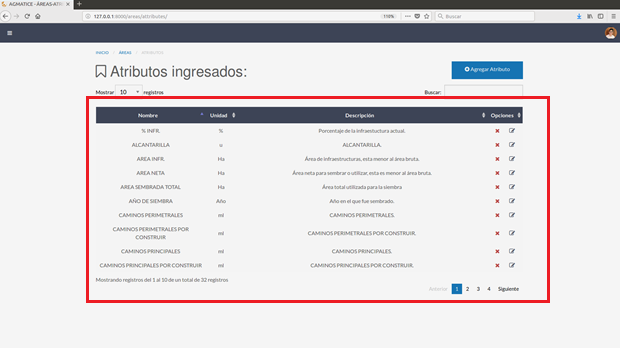 AGMATICE - ÁREAS-ATRI
127.0.0.1:8000/areas/attributes/
118%
Buscar
INICIO / ÁREAS / ATRIBUTOS
Atributos ingresados:
Agregar Atributo
Mostrar 10 registros
Buscar:
Nombre Unidad Descripción Opciones
% INFR. % Porcentaje de la infraestuctura actual.
ALCANTARILLA u ALCANTARILLA.
AREA INFR. Ha Área de infraestructuras, esta menor al área bruta.
AREA NETA Ha Área neta para sembrar o utilizar, esta es menor al área bruta.
AREA SEMBRADA TOTAL Ha Área total utilizada para la siembra
AÑO DE SIEMBRA Año Año en el que fue sembrado.
CAMINOS PERIMETRALES ml CAMINOS PERIMETRALES.
CAMINOS PERIMETRALES POR CONSTRUIR ml CAMINOS PERIMETRALES POR CONSTRUIR.
CAMINOS PRINCIPALES ml CAMINOS PRINCIPALES.
CAMINOS PRINCIPALES POR CONSTRUIR ml CAMINOS PRINCIPALES POR CONSTRUIR.
Mostrando registros del 1 al 10 de un total de 32 registros
Anterior 1 2 3 4 Siguiente